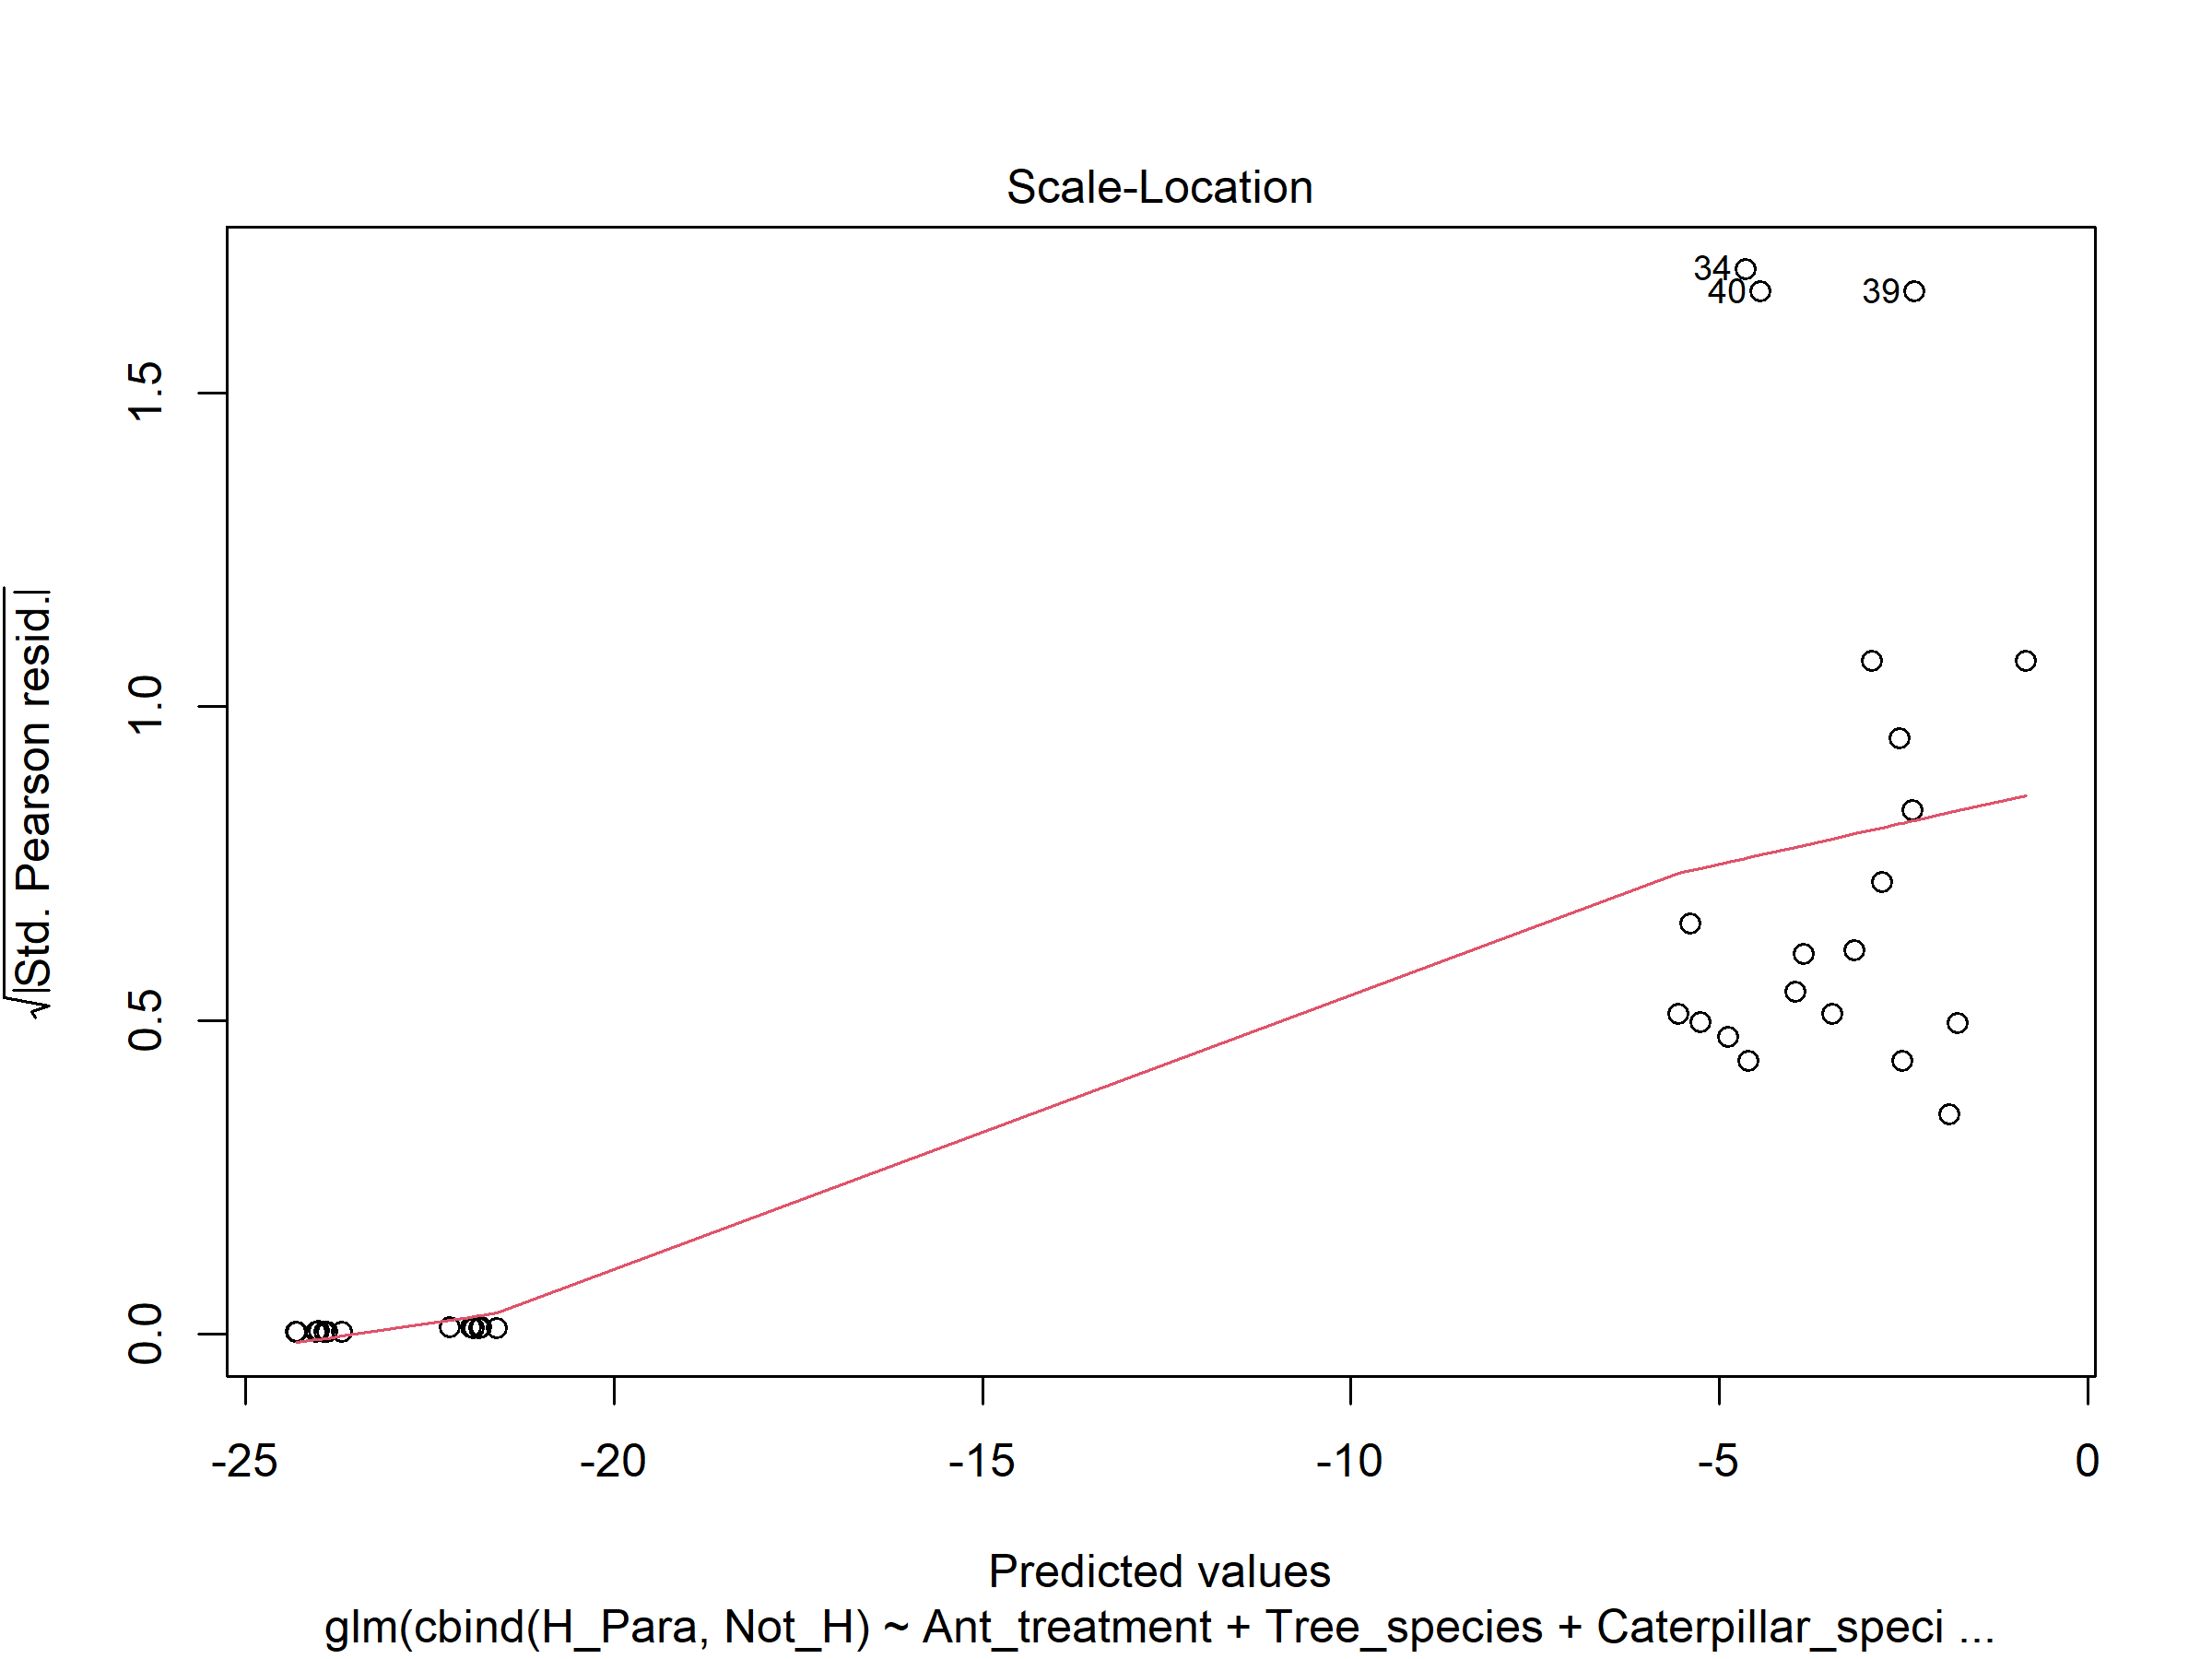 Scale-Location
√|Std. Pearson resid.|
1.5
1.0
0.5
0.0
34
40
39
-25 -20 -15 -10 -5 0
Predicted values
glm(cbind(H_Para, Not_H) ~ Ant_treatment + Tree_species + Caterpillar_speci ...